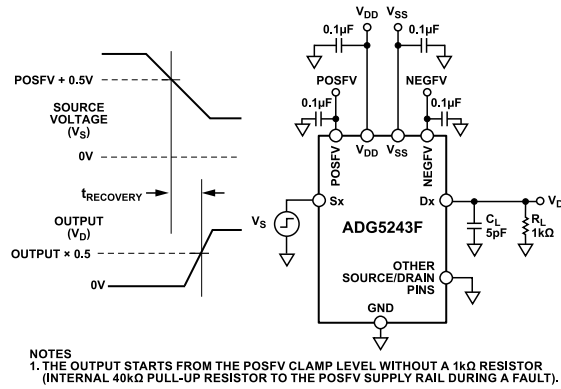 POSFV + 0.5V
SOURCE
VOLTAGE
(VS)
0V
tRECOVERY
OUTPUT
(VD)
OUTPUT × 0.5
0V
VDD
VSS
0.1µF
0.1µF
POSFV
NEGFV
0.1µF
0.1µF
POSFV
VDD
VSS
NEGFV
VS
Sx
Dx
VD
ADG5243F
CL
5pF
RL
1kΩ
OTHER
SOURCE/DRAIN
PINS
GND
NOTES
1. THE OUTPUT STARTS FROM THE POSFV CLAMP LEVEL WITHOUT A 1kΩ RESISTOR
(INTERNAL 40kΩ PULL-UP RESISTOR TO THE POSFV SUPPLY RAIL DURING A FAULT).